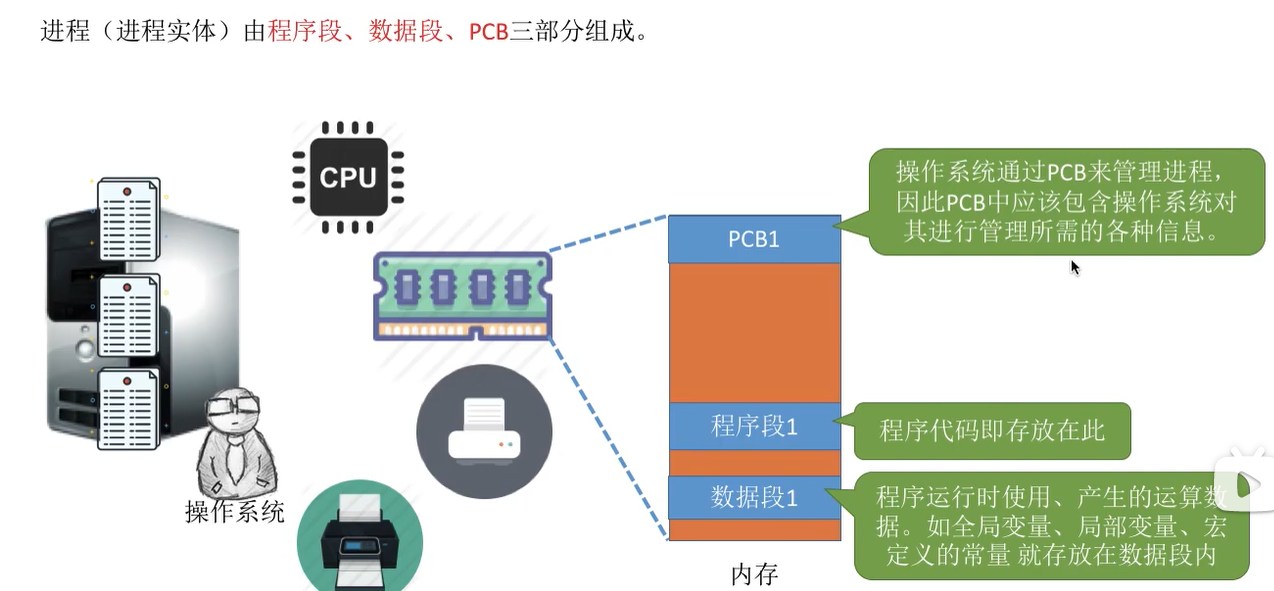 进程（进程实体）由程序段、数据段、PCB三部分组成。
CPU
操作系统
PCB1
程序段1
数据段1
内存
操作系统通过PCB来管理进程，
因此PCB中应该包含操作系统对
其进行管理所需的各种信息。
程序代码即存放在此
程序运行时使用、产生的运算数
据。如全局变量、局部变量、宏
定义的常量 就存放在数据段内